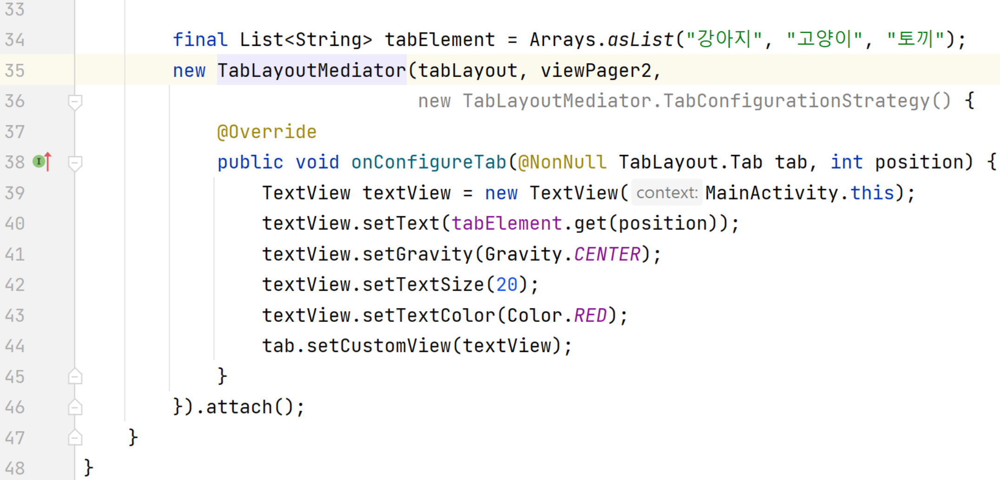 33
34 final List<String> tabElement = Arrays.asList("강아지", "고양이", "토끼");
35 new TabLayoutMediator(tabLayout, viewPager2,
36 new TabLayoutMediator.TabConfigurationStrategy() {
37 @Override
38 public void onConfigureTab(@NonNull TabLayout.Tab tab, int position) {
39 TextView textView = new TextView( context: MainActivity.this);
40 textView.setText(tabElement.get(position));
41 textView.setGravity(Gravity.CENTER);
42 textView.setTextSize(20);
43 textView.setTextColor(Color.RED);
44 tab.setCustomView(textView);
45 }
46 }).attach();
47 }
48 }